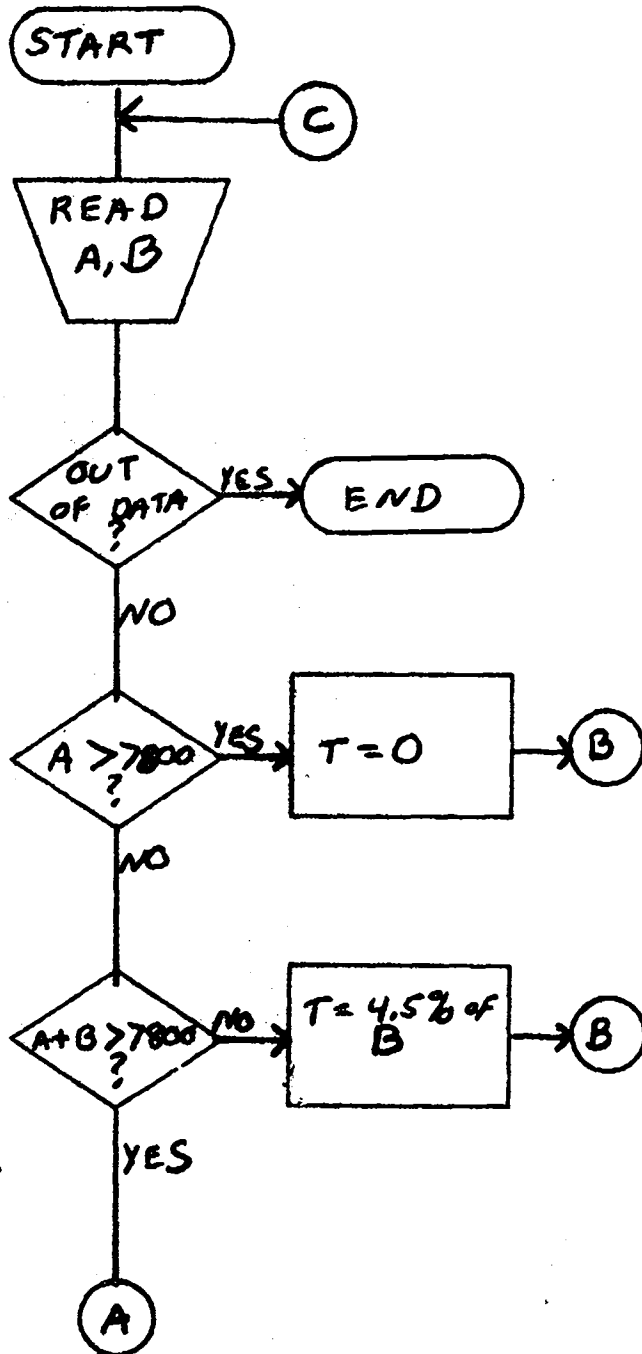 START
C
READ
A, B
OUT
OF DATA
?
YES
END
NO
A > 7800
?
YES
T = 0
B
NO
A+B > 7800
?
NO
T = 4.5% of
B
B
YES
A